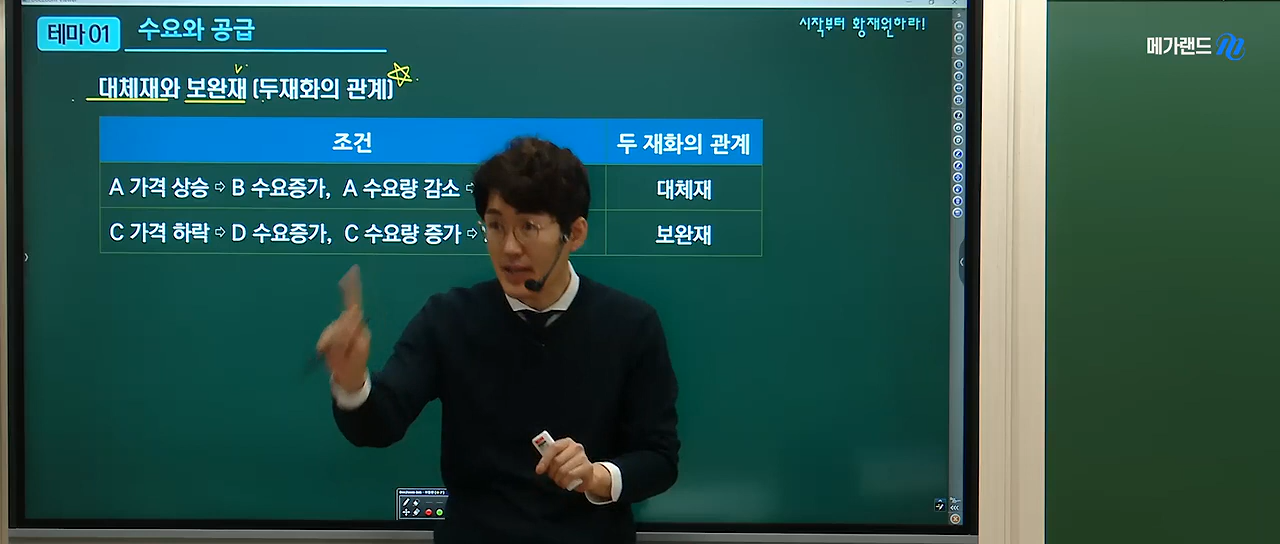 테마 01 수요와 공급
시작부터 황재원하라!
메가랜드
대체재와 보완재 (두재화의 관계)
조건 두 재화의 관계
A 가격 상승 ⇨ B 수요증가, A 수요량 감소 ⇨ 대체재
C 가격 하락 ⇨ D 수요증가, C 수요량 증가 ⇨ 보완재